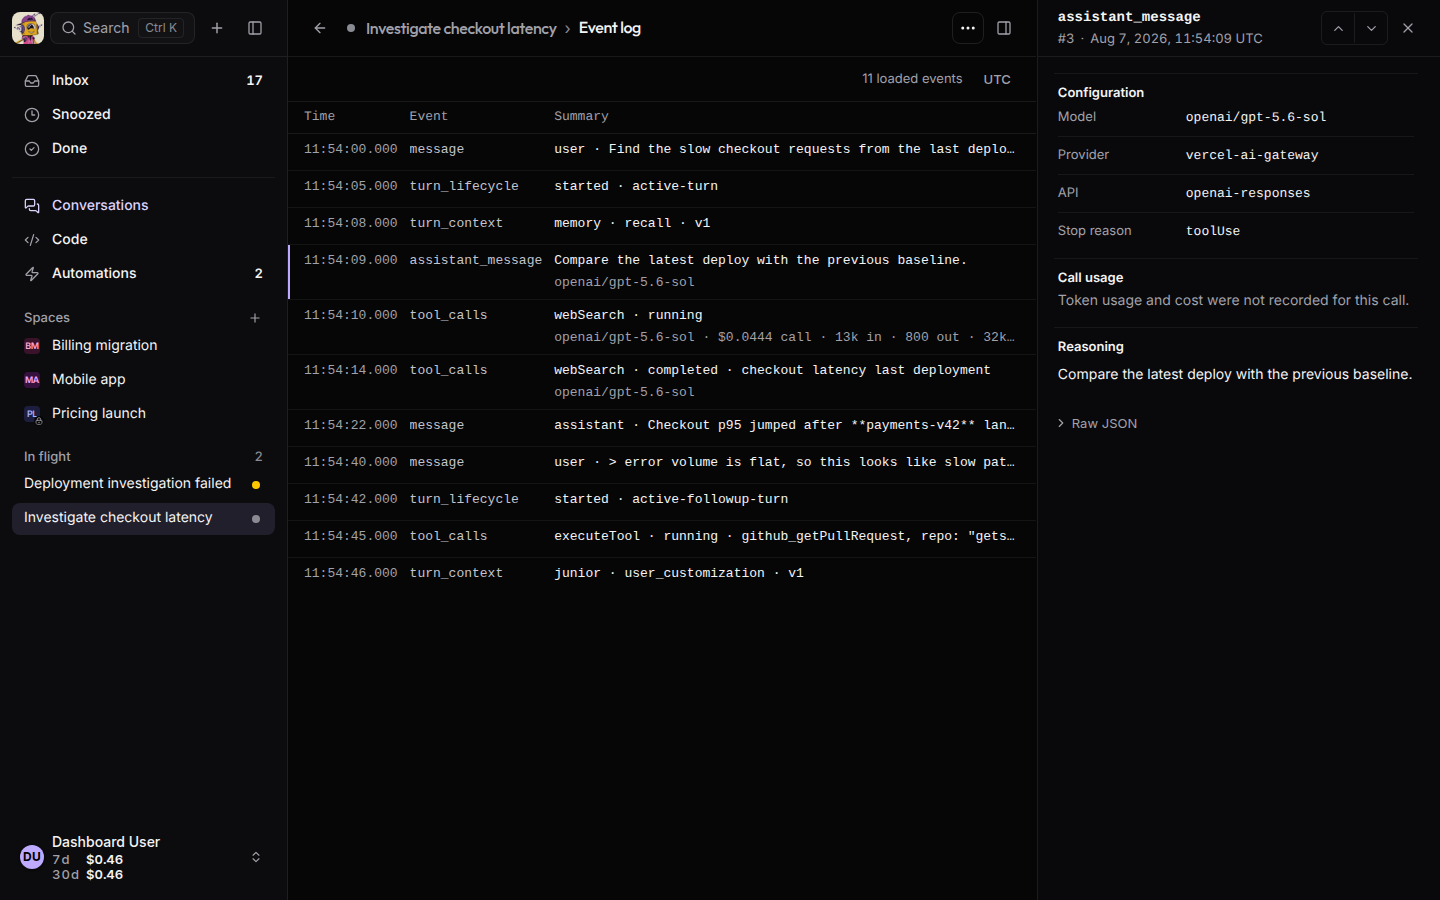 Search Ctrl K
Inbox 17
Snoozed
Done
Conversations
Code
Automations 2
Spaces
BM Billing migration
MA Mobile app
PL Pricing launch
In flight 2
Deployment investigation failed
Investigate checkout latency
DU Dashboard User
7d $0.46
30d $0.46
Investigate checkout latency › Event log
11 loaded events UTC
Time Event Summary
11:54:00.000 message user · Find the slow checkout requests from the last deplo…
11:54:05.000 turn_lifecycle started · active-turn
11:54:08.000 turn_context memory · recall · v1
11:54:09.000 assistant_message Compare the latest deploy with the previous baseline.
openai/gpt-5.6-sol
11:54:10.000 tool_calls webSearch · running
openai/gpt-5.6-sol · $0.0444 call · 13k in · 800 out · 32k…
11:54:14.000 tool_calls webSearch · completed · checkout latency last deployment
openai/gpt-5.6-sol
11:54:22.000 message assistant · Checkout p95 jumped after **payments-v42** lan…
11:54:40.000 message user · > error volume is flat, so this looks like slow pat…
11:54:42.000 turn_lifecycle started · active-followup-turn
11:54:45.000 tool_calls executeTool · running · github_getPullRequest, repo: "gets…
11:54:46.000 turn_context junior · user_customization · v1
assistant_message
#3 · Aug 7, 2026, 11:54:09 UTC
Configuration
Model openai/gpt-5.6-sol
Provider vercel-ai-gateway
API openai-responses
Stop reason toolUse
Call usage
Token usage and cost were not recorded for this call.
Reasoning
Compare the latest deploy with the previous baseline.
Raw JSON